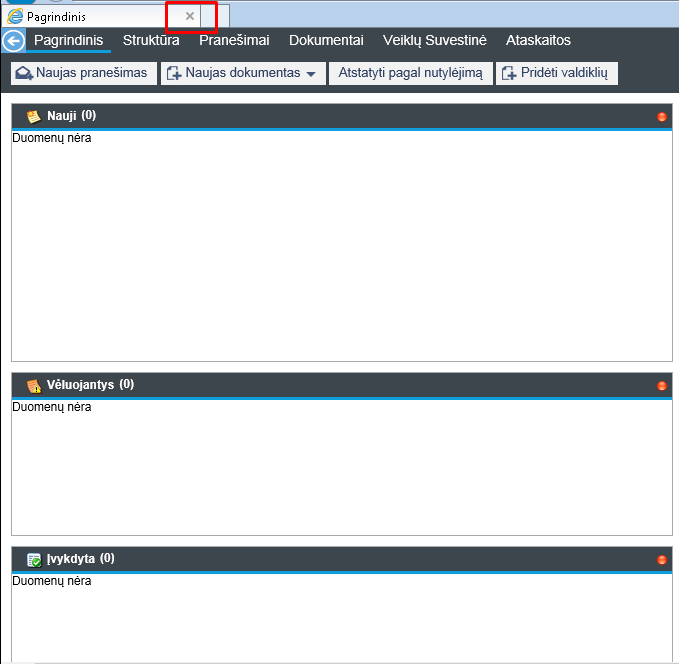 Pagrindinis
Pagrindinis Struktūra Pranešimai Dokumentai Veiklų Suvestinė Ataskaitos
Naujas pranešimas Naujas dokumentas Atstatyti pagal nutylėjimą Pridėti valdiklių
Nauji (0)
Duomenų nėra
Vėluojantys (0)
Duomenų nėra
Įvykdyta (0)
Duomenų nėra